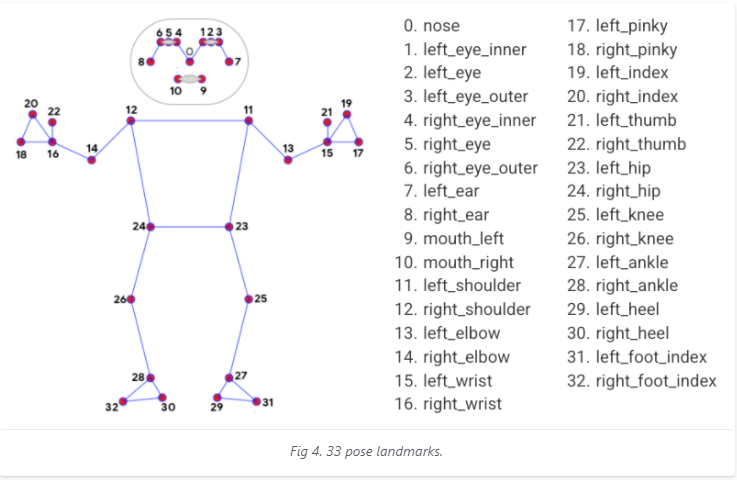 6 5 4 1 2 3
0
8 7
10 9
20 22 12 11 21 19
18 16 14 13 15 17
24 23
26 25
28 27
32 30 29 31
0. nose
1. left_eye_inner
2. left_eye
3. left_eye_outer
4. right_eye_inner
5. right_eye
6. right_eye_outer
7. left_ear
8. right_ear
9. mouth_left
10. mouth_right
11. left_shoulder
12. right_shoulder
13. left_elbow
14. right_elbow
15. left_wrist
16. right_wrist
17. left_pinky
18. right_pinky
19. left_index
20. right_index
21. left_thumb
22. right_thumb
23. left_hip
24. right_hip
25. left_knee
26. right_knee
27. left_ankle
28. right_ankle
29. left_heel
30. right_heel
31. left_foot_index
32. right_foot_index
Fig 4. 33 pose landmarks.